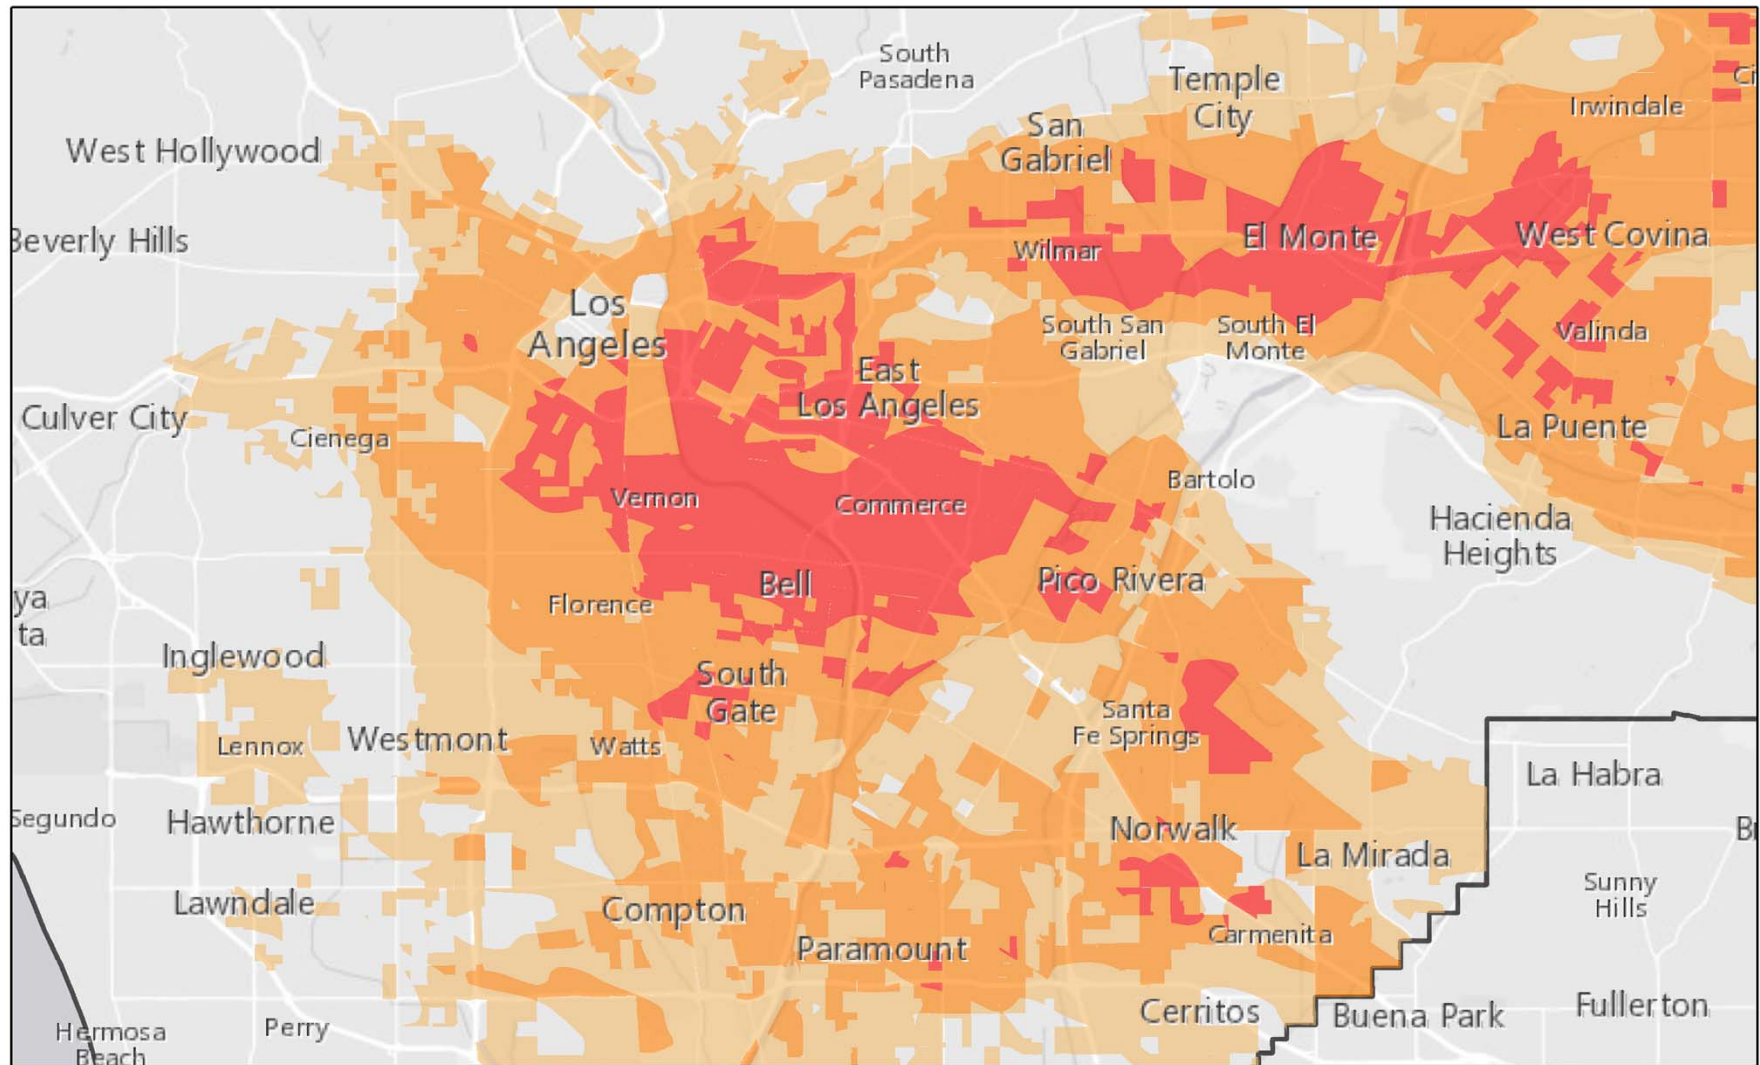 South
Pasadena
Temple
City
Irwindale
San
Gabriel
West Hollywood
Beverly Hills
Wilmar
El Monte
West Covina
Los
Angeles
South San
Gabriel
South El
Monte
Valinda
East
Los Angeles
Culver City
Cienega
La Puente
Bartolo
Vernon
Commerce
Hacienda
Heights
Bell
Pico Rivera
Florence
ya
ta
Inglewood
South
Gate
Santa
Fe Springs
Lennox
Westmont
Watts
La Habra
Segundo
Hawthorne
Norwalk
La Mirada
Sunny
Hills
Lawndale
Compton
Carmenita
Paramount
Cerritos
Buena Park
Fullerton
Hermosa
Beach
Perry